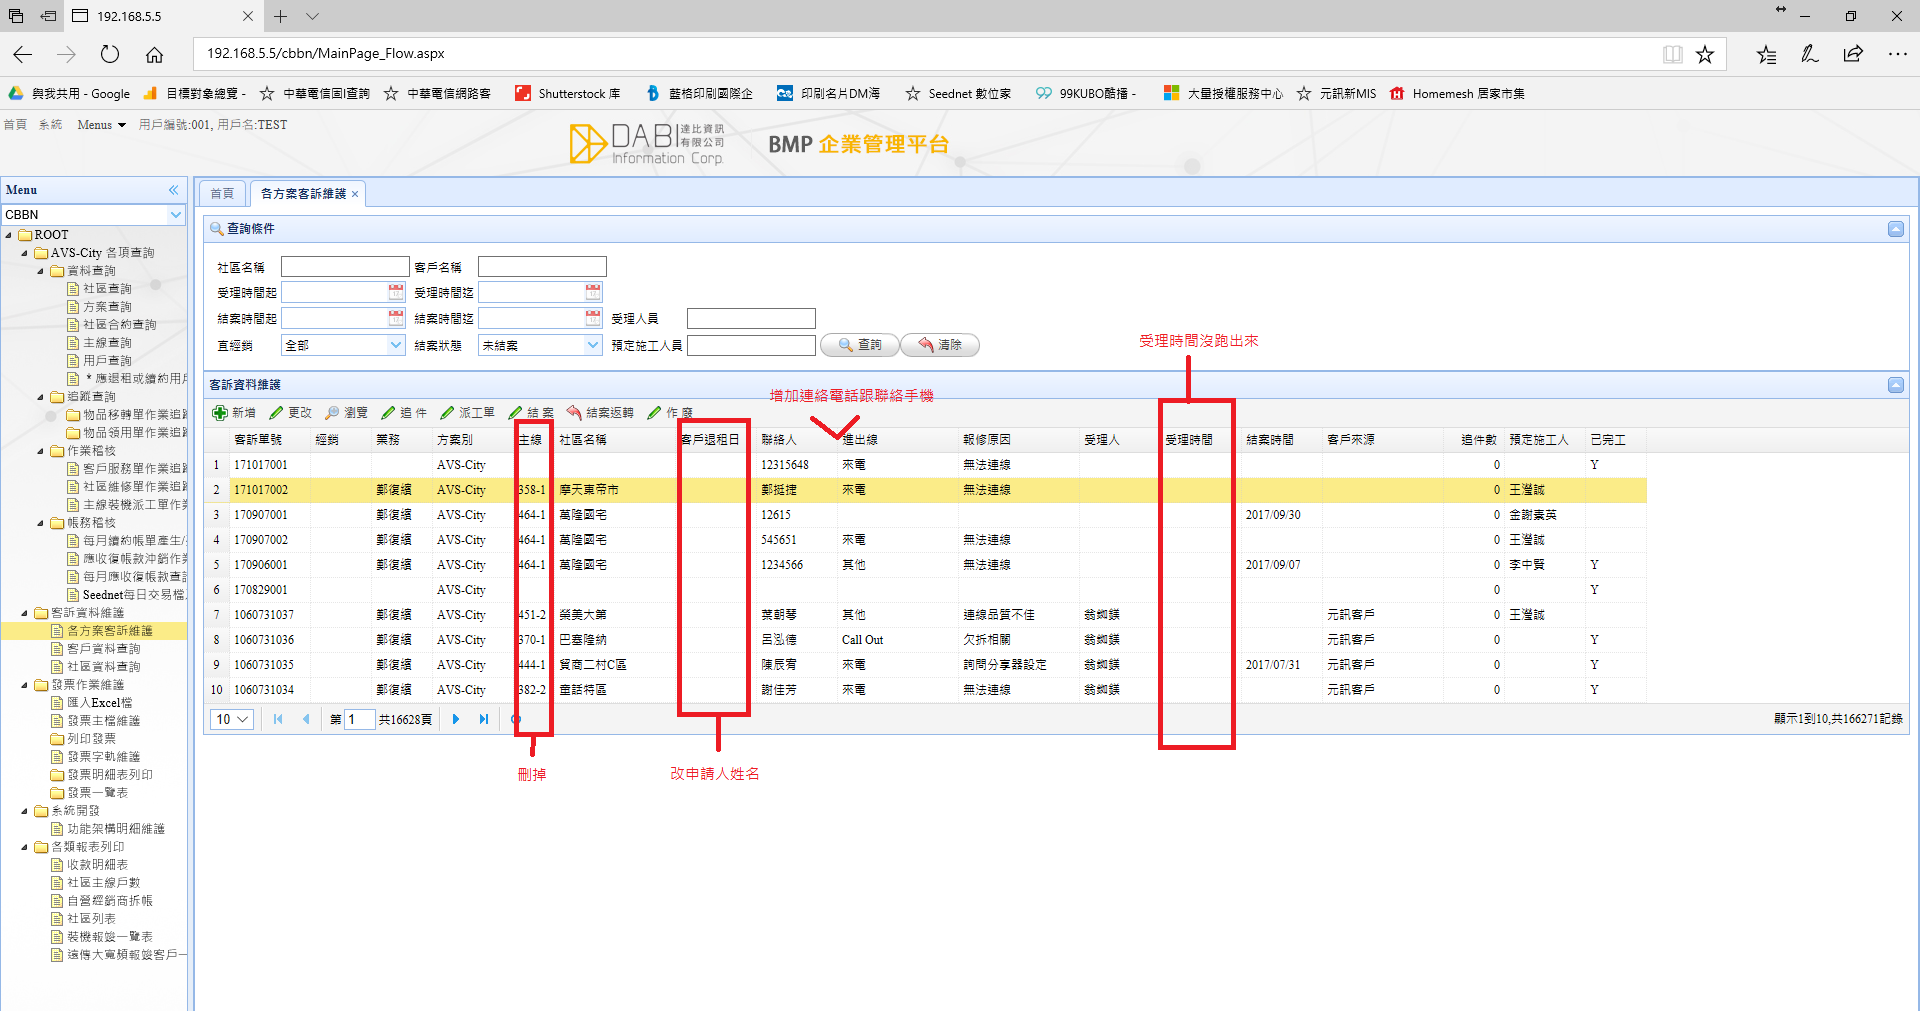 192.168.5.5
192.168.5.5/cbbn/MainPage_Flow.aspx
與我共用 - Google 目標對象總覽 - 中華電信固I查詢 中華電信網路客 Shutterstock 庫 藍格印刷國際企 印刷名片DM海 Seednet 數位家 99KUBO酷播 - 大量授權服務中心 元訊新MIS Homemesh 居家市集
首頁 系統 Menus 用戶編號:001, 用戶名:TEST
DABI 達比資訊有限公司
Information Corp.
BMP 企業管理平台
Menu
CBBN
ROOT
AVS-City 各項查詢
資料查詢
社區查詢
方案查詢
社區合約查詢
主線查詢
用戶查詢
* 應退租或續約用戶
追蹤查詢
物品移轉單作業追蹤
物品領用單作業追蹤
作業稽核
客戶服務單作業追蹤
社區維修單作業追蹤
主線裝機派工單作業
帳務稽核
每月續約帳單產生/
應收復帳款沖銷作業
每月應收復帳款查詢
Seednet每日交易檔
客訴資料維護
各方案客訴維護
客戶資料查詢
社區資料查詢
發票作業維護
匯入Excel檔
發票主檔維護
列印發票
發票字軌維護
發票明細表列印
發票一覽表
系統開發
功能架構明細維護
各類報表列印
收款明細表
社區主線戶數
自營經銷商拆帳
社區列表
裝機報竣一覽表
遠傳大寬頻報竣客戶一
首頁 各方案客訴維護 ×
查詢條件
社區名稱 客戶名稱
受理時間起 受理時間迄
結案時間起 結案時間迄 受理人員
直經銷 全部 結案狀態 未結案 預定施工人員 查詢 清除
受理時間沒跑出來
客訴資料維護
增加連絡電話跟聯絡手機
新增 更改 瀏覽 追 件 派工單 結 案 結案返轉 作 廢
客訴單號 經銷 業務 方案別 主線 社區名稱 客戶退租日 聯絡人 進出線 報修原因 受理人 受理時間 結案時間 客戶來源 追件數 預定施工人 已完工
1 171017001 AVS-City 12315648 來電 無法連線 0 Y
2 171017002 鄭復繽 AVS-City 358-1 摩天東帝市 鄭挺捷 來電 無法連線 0 王瀅誠
3 170907001 鄭復繽 AVS-City 464-1 萬隆國宅 12615 2017/09/30 0 金謝素英
4 170907002 鄭復繽 AVS-City 464-1 萬隆國宅 545651 來電 無法連線 0 王瀅誠
5 170906001 鄭復繽 AVS-City 464-1 萬隆國宅 1234566 其他 無法連線 2017/09/07 0 李中賢 Y
6 170829001 AVS-City 0 Y
7 1060731037 鄭復繽 AVS-City 451-2 榮美大第 葉朝琴 其他 連線品質不佳 元訊客戶 0 王瀅誠
8 1060731036 鄭復繽 AVS-City 370-1 巴塞隆納 呂泓德 Call Out 欠拆相關 元訊客戶 0 Y
9 1060731035 鄭復繽 AVS-City 444-1 貿商二村C區 陳辰宥 來電 詢問分享器設定 2017/07/31 元訊客戶 0 Y
10 1060731034 鄭復繽 AVS-City 382-2 童話特區 謝佳芳 來電 無法連線 元訊客戶 0 Y
10 第 1 共16628頁 顯示1到10,共166271記錄
刪掉 改申請人姓名